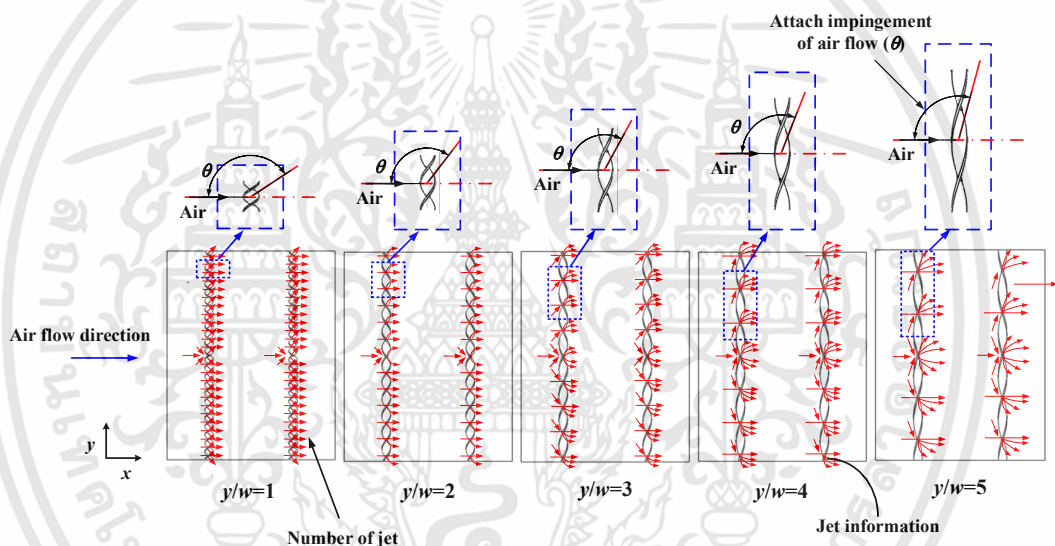 Attach impingement
of air flow (θ)
θ
Air
θ
Air
θ
Air
θ
Air
Air
Air flow direction
y
x
y/w=1
y/w=2
y/w=3
y/w=4
y/w=5
Number of jet
Jet information